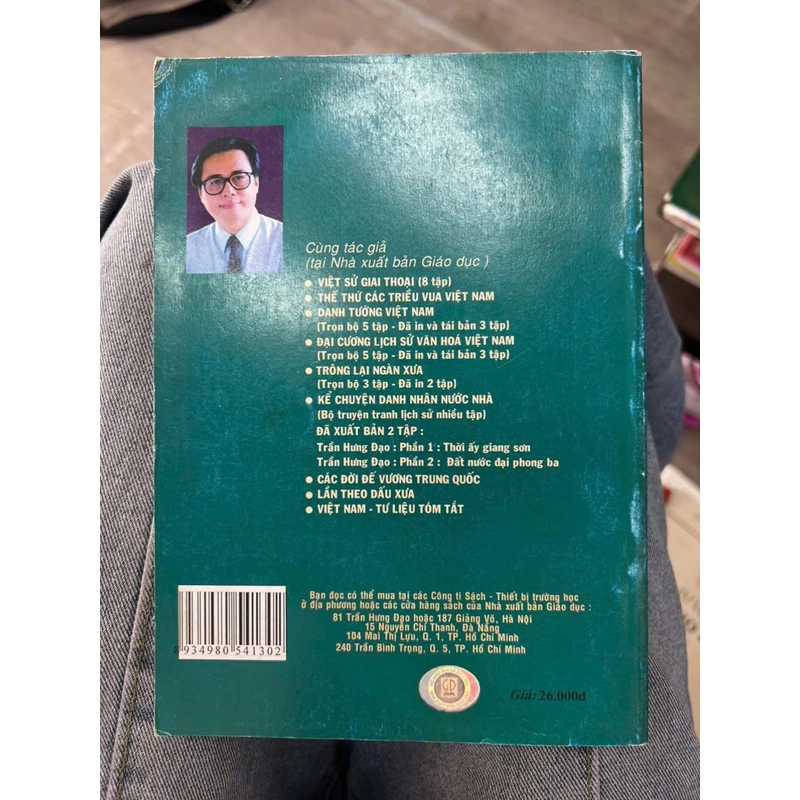 Cùng tác giả
(tại Nhà xuất bản Giáo dục )
● VIỆT SỬ GIAI THOẠI (8 tập)
● THẾ THỨ CÁC TRIỀU VUA VIỆT NAM
● DANH TƯỚNG VIỆT NAM
(Trọn bộ 5 tập - Đã in và tái bản 3 tập)
● ĐẠI CƯƠNG LỊCH SỬ VĂN HOÁ VIỆT NAM
(Trọn bộ 5 tập - Đã in và tái bản 3 tập)
● TRÔNG LẠI NGÀN XƯA
(Trọn bộ 3 tập - Đã in 2 tập)
● KỂ CHUYỆN DANH NHÂN NƯỚC NHÀ
(Bộ truyện tranh lịch sử nhiều tập)
ĐÃ XUẤT BẢN 2 TẬP :
Trần Hưng Đạo : Phần 1 : Thời ấy giang sơn
Trần Hưng Đạo : Phần 2 : Đất nước đại phong ba
● CÁC ĐỜI ĐẾ VƯƠNG TRUNG QUỐC
● LẦN THEO DẤU XƯA
● VIỆT NAM - TƯ LIỆU TÓM TẮT
Bạn đọc có thể mua tại các Công ti Sách - Thiết bị trường học
ở địa phương hoặc các cửa hàng sách của Nhà xuất bản Giáo dục :
81 Trần Hưng Đạo hoặc 187 Giảng Võ, Hà Nội
15 Nguyễn Chí Thanh, Đà Nẵng
104 Mai Thị Lựu, Q. 1, TP. Hồ Chí Minh
240 Trần Bình Trọng, Q. 5, TP. Hồ Chí Minh
8934980 541302
Giá: 26.000đ